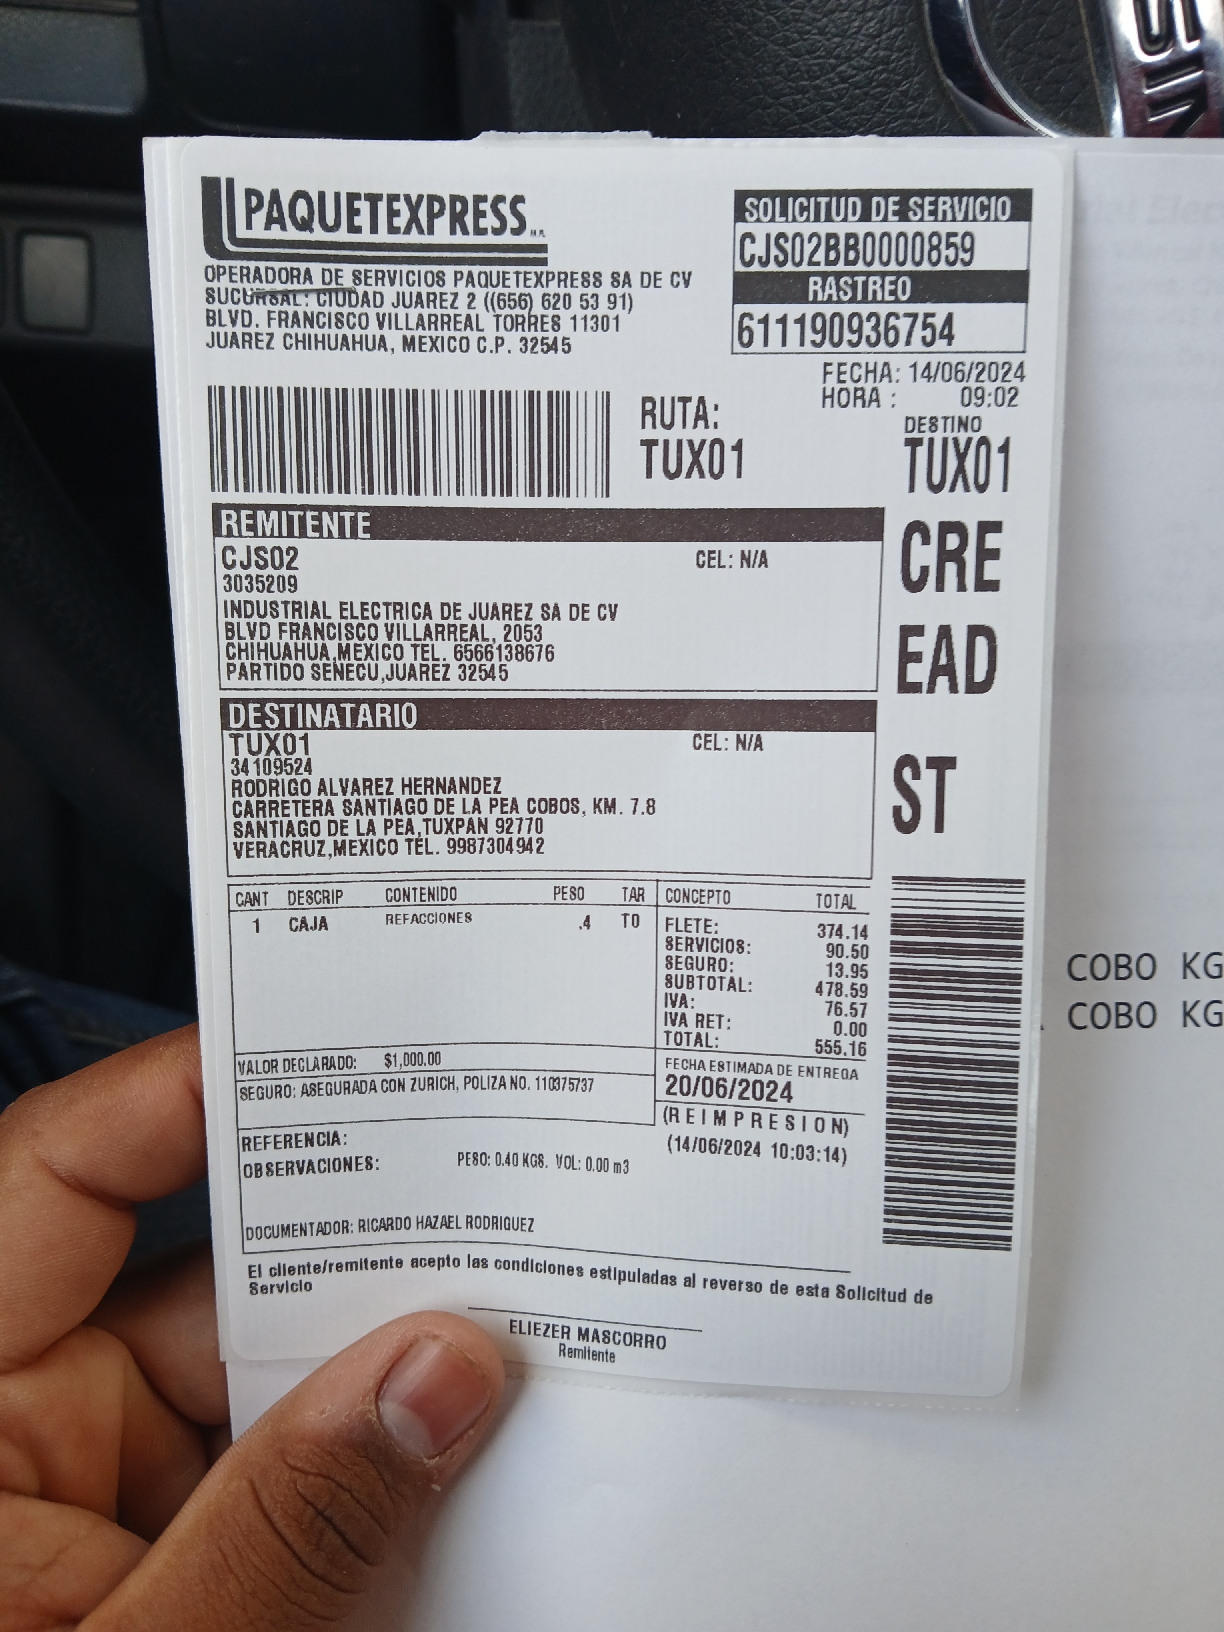 PAQUETEXPRESS
OPERADORA DE SERVICIOS PAQUETEXPRESS SA DE CV
SUCURSAL: CIUDAD JUAREZ 2 ((656) 620 53 91)
BLVD. FRANCISCO VILLARREAL TORRES 11301
JUAREZ CHIHUAHUA, MEXICO C.P. 32545
SOLICITUD DE SERVICIO
CJS02BB0000859
RASTREO
611190936754
FECHA: 14/06/2024
HORA : 09:02
RUTA:
TUX01
DESTINO
TUX01
CRE
EAD
ST
REMITENTE
CJS02 CEL: N/A
3035209
INDUSTRIAL ELECTRICA DE JUAREZ SA DE CV
BLVD FRANCISCO VILLARREAL, 2053
CHIHUAHUA,MEXICO TEL. 6566138676
PARTIDO SENECU,JUAREZ 32545
DESTINATARIO
TUX01 CEL: N/A
34109524
RODRIGO ALVAREZ HERNANDEZ
CARRETERA SANTIAGO DE LA PEA COBOS, KM. 7.8
SANTIAGO DE LA PEA,TUXPAN 92770
VERACRUZ,MEXICO TEL. 9987304942
CANT DESCRIP CONTENIDO PESO TAR
1 CAJA REFACCIONES .4 T0
CONCEPTO TOTAL
FLETE: 374.14
SERVICIOS: 90.50
SEGURO: 13.95
SUBTOTAL: 478.59
IVA: 76.57
IVA RET: 0.00
TOTAL: 555.16
VALOR DECLARADO: $1,000.00
SEGURO: ASEGURADA CON ZURICH, POLIZA NO. 110375737
FECHA ESTIMADA DE ENTREGA
20/06/2024
(REIMPRESION)
(14/06/2024 10:03:14)
REFERENCIA:
OBSERVACIONES: PESO: 0.40 KGS. VOL: 0.00 m3
DOCUMENTADOR: RICARDO HAZAEL RODRIGUEZ
El cliente/remitente acepto las condiciones estipuladas al reverso de esta Solicitud de
Servicio
ELIEZER MASCORRO
Remitente
COBO KG
COBO KG